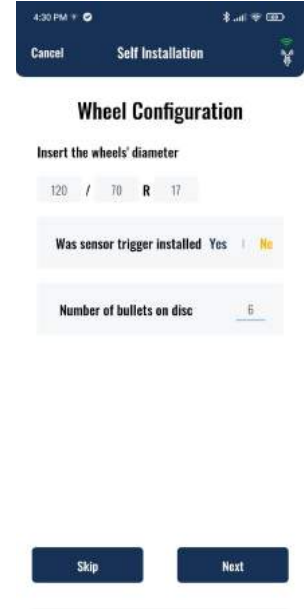 4:30 PM
Cancel Self Installation
Wheel Configuration
Insert the wheels' diameter
120 / 70 R 17
Was sensor trigger installed Yes | No
Number of bullets on disc 6
Skip Next